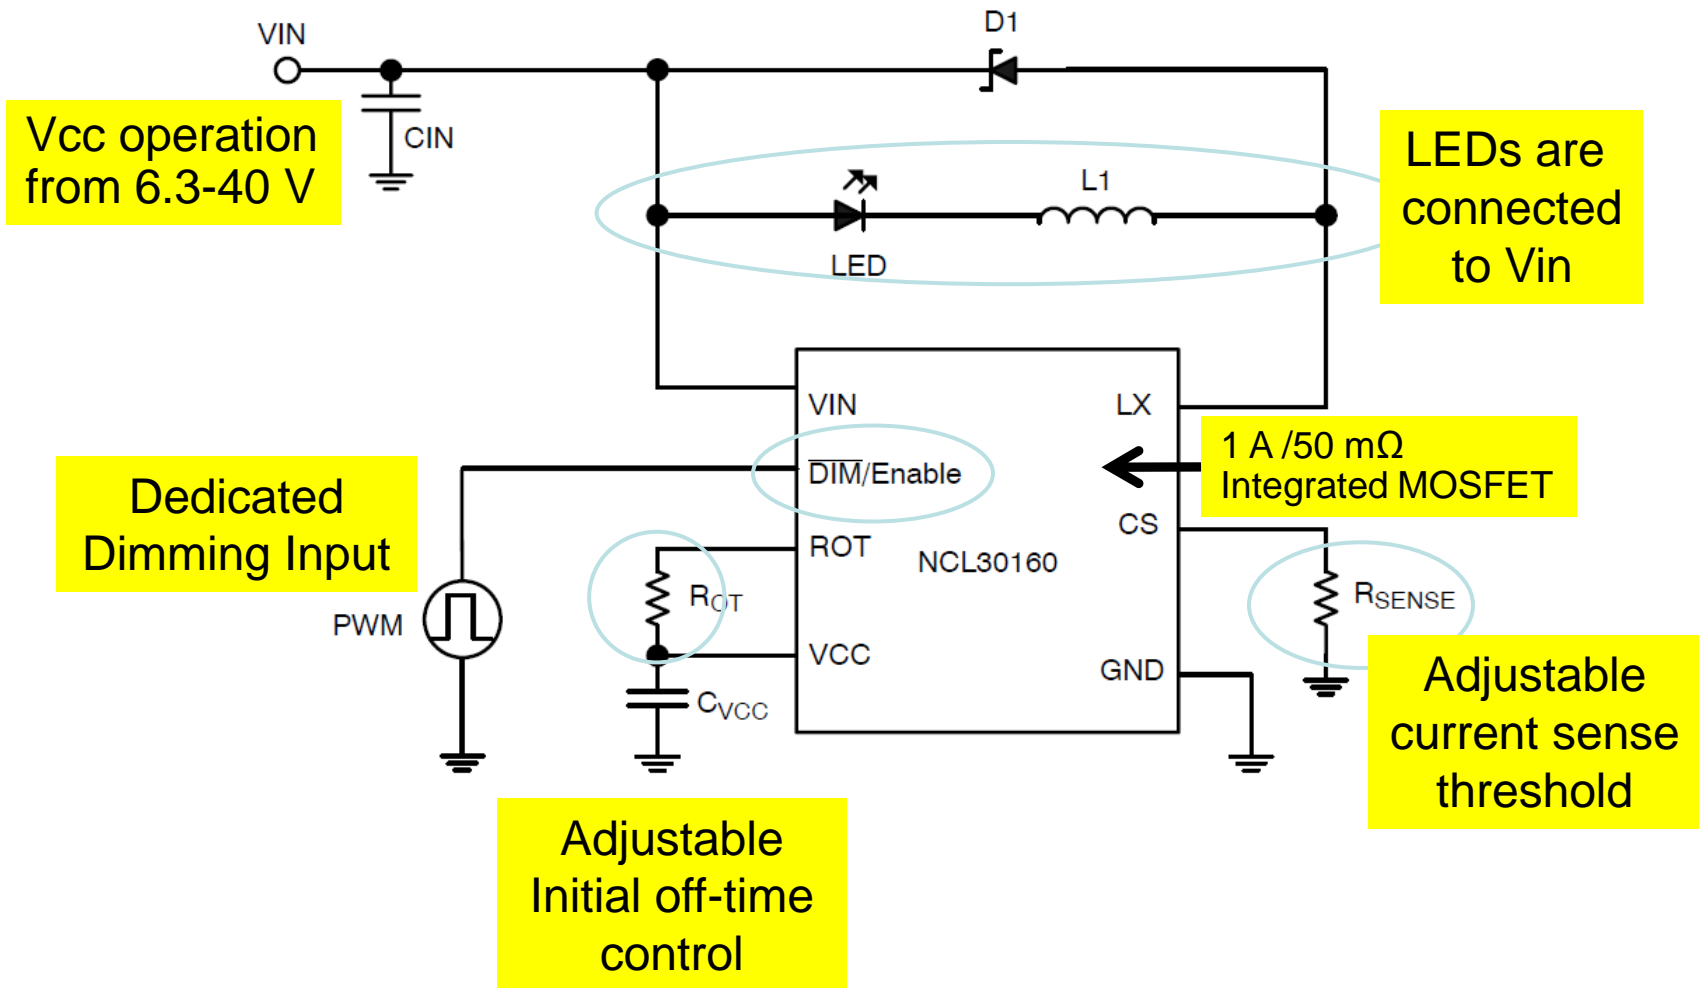 VIN
D1
Vcc operation
from 6.3-40 V
CIN
LED
L1
LEDs are
connected
to Vin
VIN
LX
DIM/Enable
1 A /50 mΩ
Integrated MOSFET
Dedicated
Dimming Input
CS
ROT
NCL30160
ROT
RSENSE
PWM
VCC
GND
CVCC
Adjustable
current sense
threshold
Adjustable
Initial off-time
control